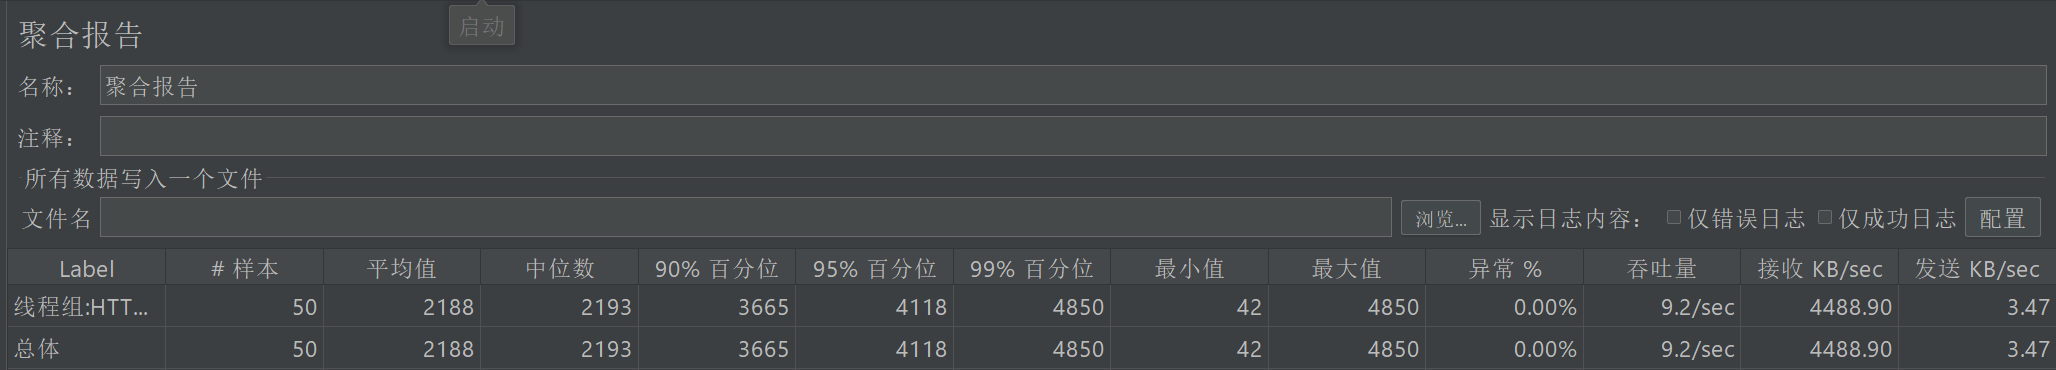 启动
聚合报告
名称： 聚合报告
注释：
所有数据写入一个文件
文件名 浏览... 显示日志内容： 仅错误日志 仅成功日志 配置
Label # 样本 平均值 中位数 90% 百分位 95% 百分位 99% 百分位 最小值 最大值 异常 % 吞吐量 接收 KB/sec 发送 KB/sec
线程组:HTT... 50 2188 2193 3665 4118 4850 42 4850 0.00% 9.2/sec 4488.90 3.47
总体 50 2188 2193 3665 4118 4850 42 4850 0.00% 9.2/sec 4488.90 3.47